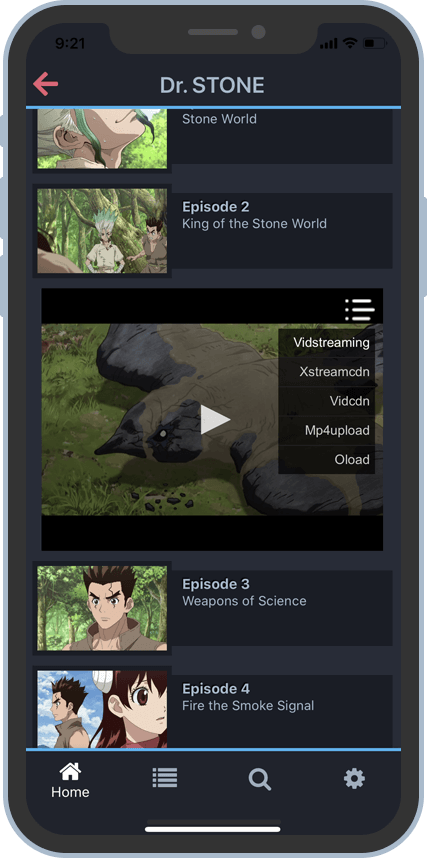 9:21
Dr. STONE
Stone World
Episode 2
King of the Stone World
Vidstreaming
Xstreamcdn
Vidcdn
Mp4upload
Oload
Episode 3
Weapons of Science
Episode 4
Fire the Smoke Signal
Home